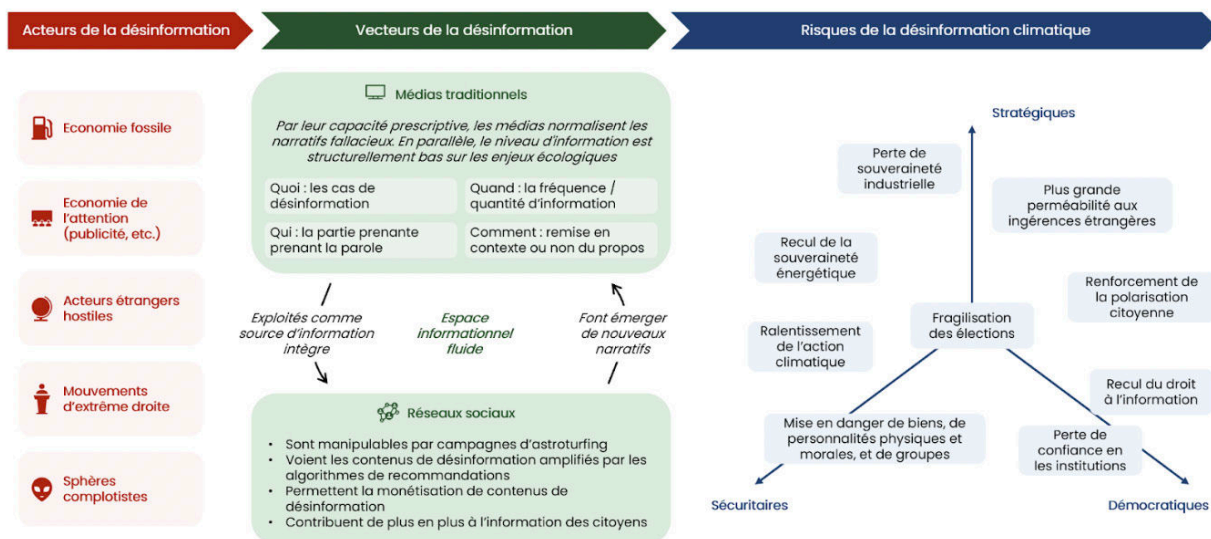 Acteurs de la désinformation
Vecteurs de la désinformation
Risques de la désinformation climatique
Economie fossile
Economie de
l'attention
(publicité, etc.)
Acteurs étrangers
hostiles
Mouvements
d'extrême droite
Sphères
complotistes
Médias traditionnels
Par leur capacité prescriptive, les médias normalisent les
narratifs fallacieux. En parallèle, le niveau d'information est
structurellement bas sur les enjeux écologiques
Quoi : les cas de
désinformation
Quand : la fréquence /
quantité d'information
Qui : la partie prenante
prenant la parole
Comment : remise en
contexte ou non du propos
Exploités comme
source d'information
intègre
Espace
informationnel
fluide
Font émerger
de nouveaux
narratifs
Réseaux sociaux
• Sont manipulables par campagnes d'astroturfing
• Voient les contenus de désinformation amplifiés par les
algorithmes de recommandations
• Permettent la monétisation de contenus de
désinformation
• Contribuent de plus en plus à l'information des citoyens
Stratégiques
Perte de
souveraineté
industrielle
Plus grande
perméabilité aux
ingérences étrangères
Recul de la
souveraineté
énergétique
Renforcement de
la polarisation
citoyenne
Fragilisation
des élections
Ralentissement
de l'action
climatique
Recul du droit
à l'information
Mise en danger de biens, de
personnalités physiques et
morales, et de groupes
Perte de
confiance en
les institutions
Sécuritaires
Démocratiques